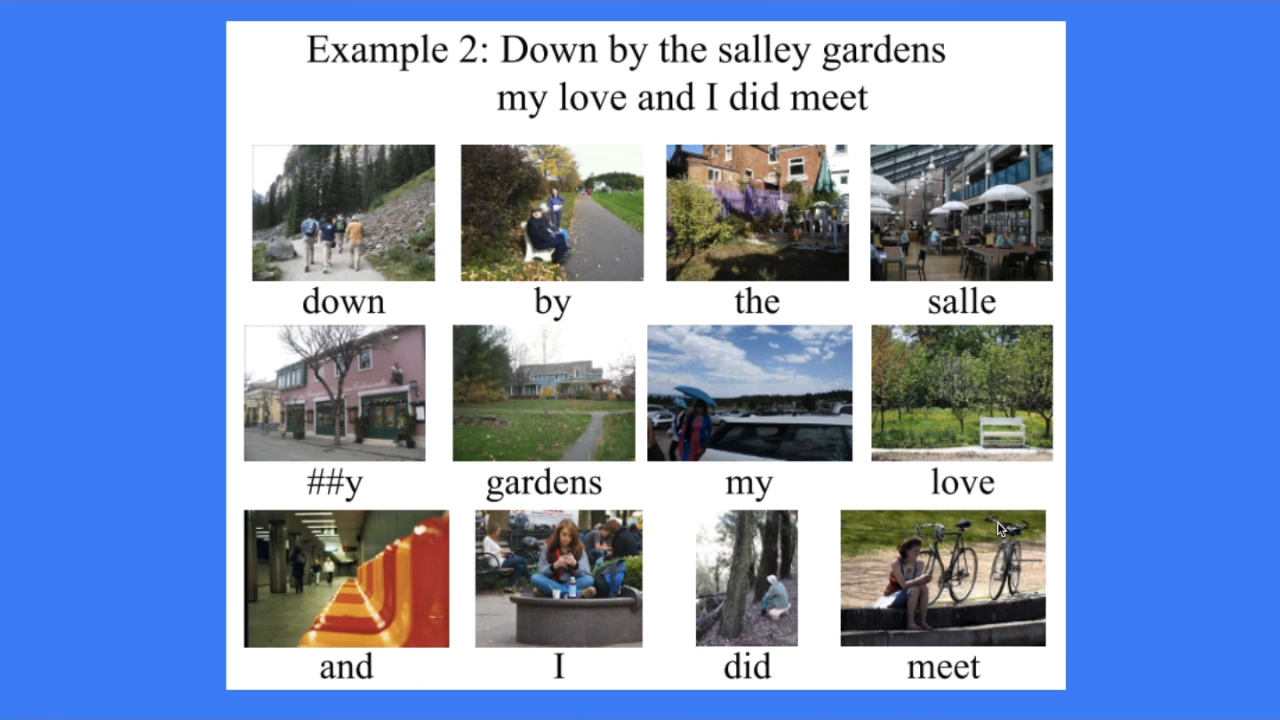 Example 2: Down by the salley gardens
my love and I did meet
down by the salle
##y gardens my love
and I did meet